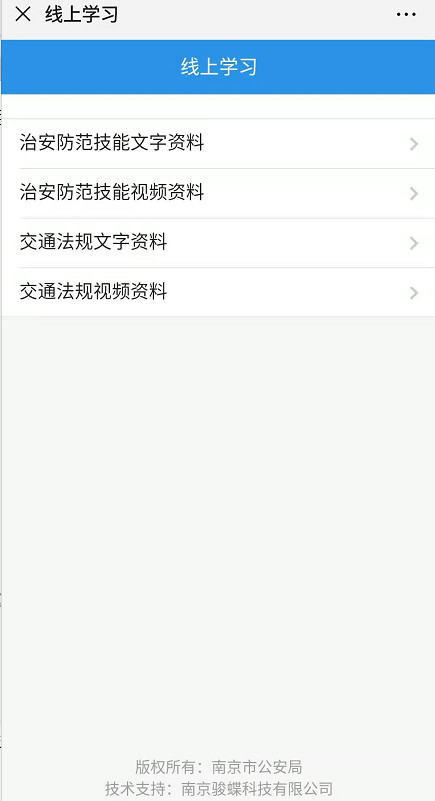 线上学习
线上学习
治安防范技能文字资料
治安防范技能视频资料
交通法规文字资料
交通法规视频资料
版权所有：南京市公安局
技术支持：南京骏蝶科技有限公司